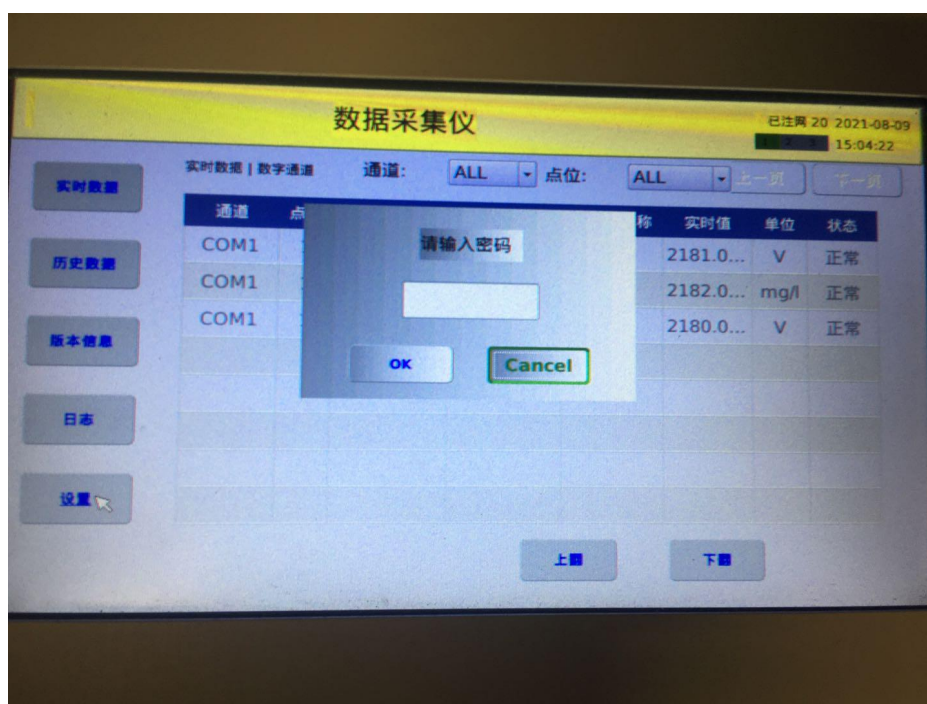 数据采集仪
已注网 20 2021-08-09
1 2 3 15:04:22
实时数据 | 数字通道 通道: ALL 点位: ALL 上一页 下一页
实时数据
通道 点 称 实时值 单位 状态
请输入密码
COM1 2181.0... V 正常
历史数据
COM1 2182.0... mg/l 正常
COM1 2180.0... V 正常
版本信息
OK Cancel
日志
设置
上翻 下翻